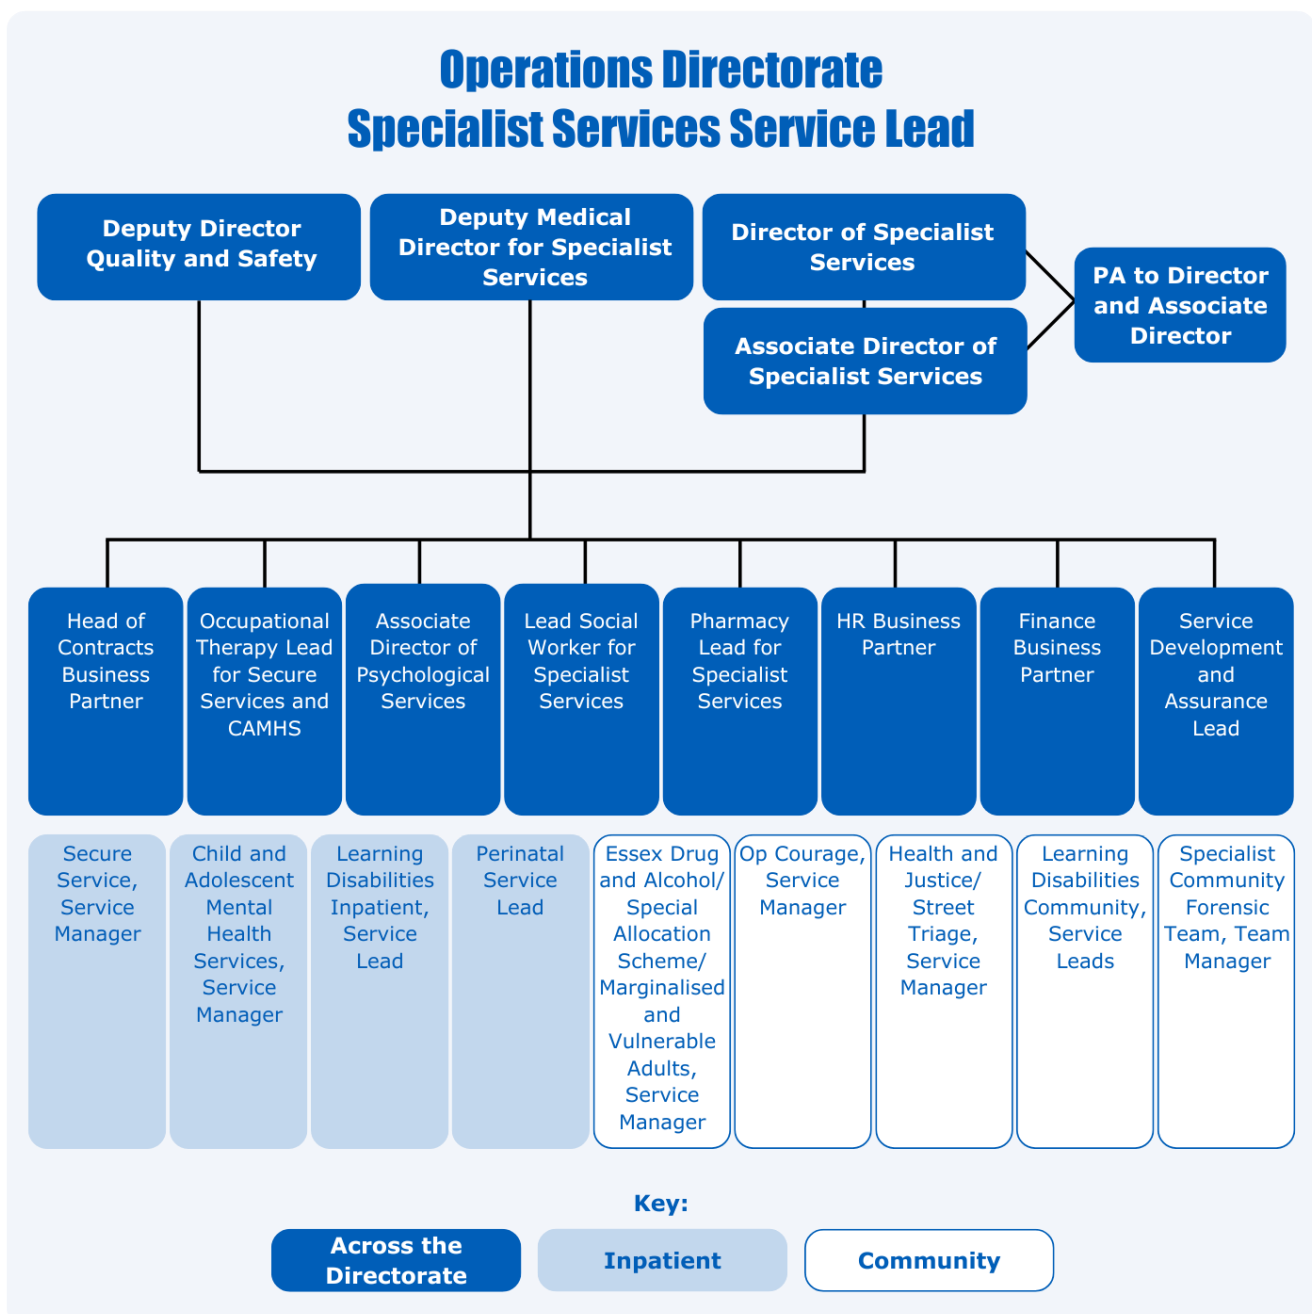 Operations Directorate
Specialist Services Service Lead
Deputy Director
Quality and Safety
Deputy Medical
Director for Specialist
Services
Director of Specialist
Services
PA to Director
and Associate
Director
Associate Director of
Specialist Services
Head of
Contracts
Business
Partner
Occupational
Therapy Lead
for Secure
Services and
CAMHS
Associate
Director of
Psychological
Services
Lead Social
Worker for
Specialist
Services
Pharmacy
Lead for
Specialist
Services
HR Business
Partner
Finance
Business
Partner
Service
Development
and
Assurance
Lead
Secure
Service,
Service
Manager
Child and
Adolescent
Mental
Health
Services,
Service
Manager
Learning
Disabilities
Inpatient,
Service
Lead
Perinatal
Service
Lead
Essex Drug
and Alcohol/
Special
Allocation
Scheme/
Marginalised
and
Vulnerable
Adults,
Service
Manager
Op Courage,
Service
Manager
Health and
Justice/
Street
Triage,
Service
Manager
Learning
Disabilities
Community,
Service
Leads
Specialist
Community
Forensic
Team, Team
Manager
Key:
Across the
Directorate
Inpatient
Community